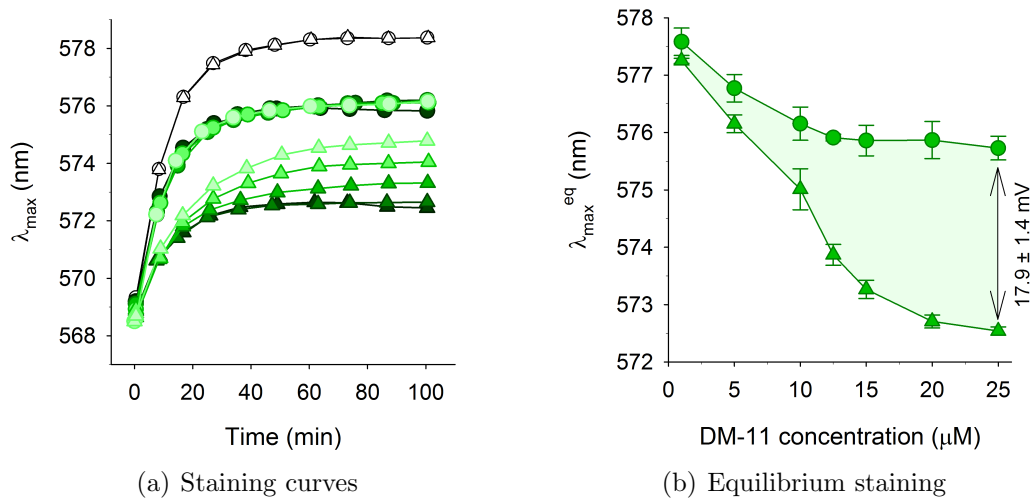 578
576
574
572
570
568
λmax (nm)
0 20 40 60 80 100
Time (min)
(a) Staining curves
578
577
576
575
574
573
572
λmax eq (nm)
17.9 ± 1.4 mV
0 5 10 15 20 25
DM-11 concentration (μM)
(b) Equilibrium staining